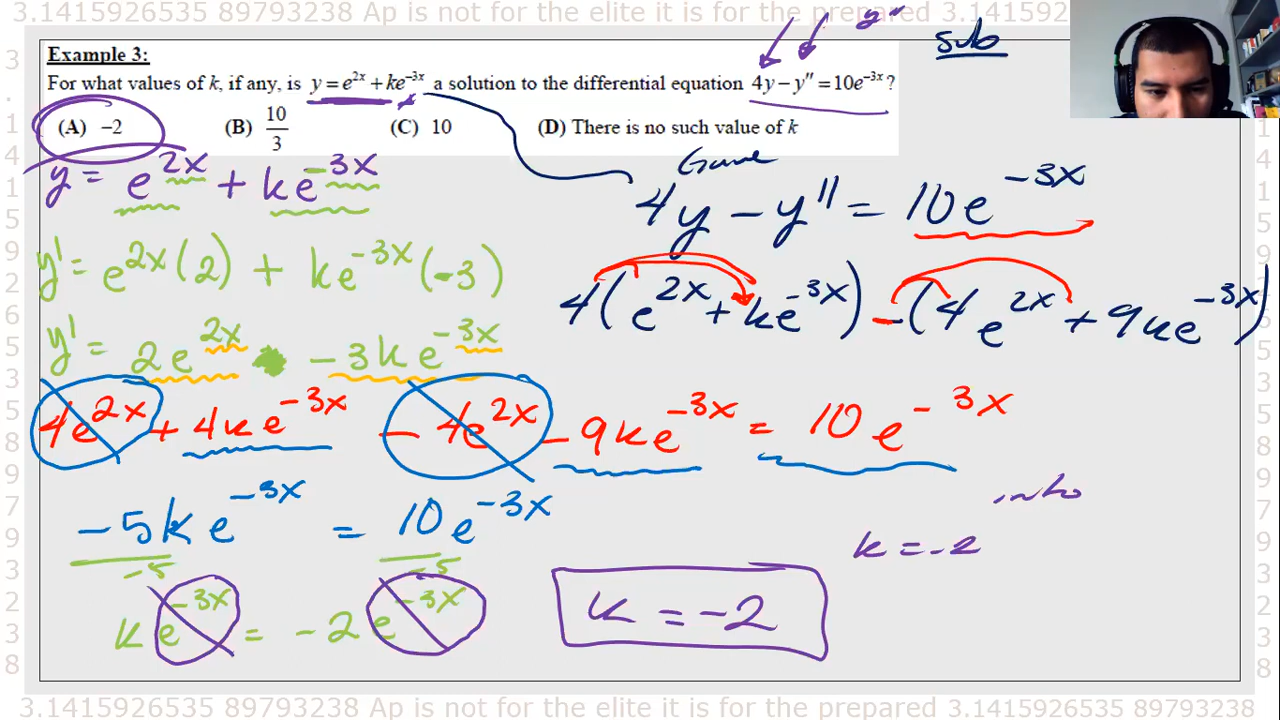 3.1415926535 89793238 Ap is not for the elite it is for the prepared 3.1415926535 89793238
Example 3:
For what values of k, if any, is y = e^{2x} + ke^{-3x} a solution to the differential equation 4y − y″ = 10e^{-3x}?
(A) −2 (B) 10/3 (C) 10 (D) There is no such value of k
y''
sub
y = e^{2x} + ke^{-3x}
y' = e^{2x}(2) + ke^{-3x}(-3)
y' = 2e^{2x} - 3ke^{-3x}
4y - y'' = 10e^{-3x}
4(e^{2x} + ke^{-3x}) - (4e^{2x} + 9ke^{-3x})
4e^{2x} + 4ke^{-3x} - 4e^{2x} - 9ke^{-3x} = 10e^{-3x}
-5ke^{-3x} = 10e^{-3x}
-5 -5
ke^{-3x} = -2e^{-3x}
k = -2
into
k = -2
3.1415926535 89793238 Ap is not for the elite it is for the prepared 3.1415926535 89793238